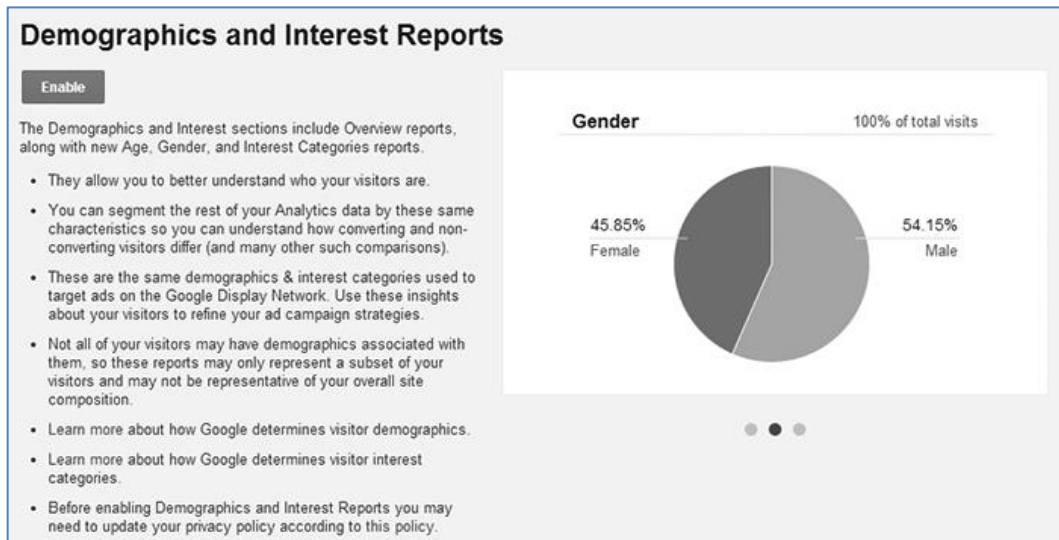 Demographics and Interest Reports
Enable
The Demographics and Interest sections include Overview reports,
along with new Age, Gender, and Interest Categories reports.
• They allow you to better understand who your visitors are.
• You can segment the rest of your Analytics data by these same
characteristics so you can understand how converting and non-
converting visitors differ (and many other such comparisons).
• These are the same demographics & interest categories used to
target ads on the Google Display Network. Use these insights
about your visitors to refine your ad campaign strategies.
• Not all of your visitors may have demographics associated with
them, so these reports may only represent a subset of your
visitors and may not be representative of your overall site
composition.
• Learn more about how Google determines visitor demographics.
• Learn more about how Google determines visitor interest
categories.
• Before enabling Demographics and Interest Reports you may
need to update your privacy policy according to this policy.
Gender
100% of total visits
45.85%
Female
54.15%
Male